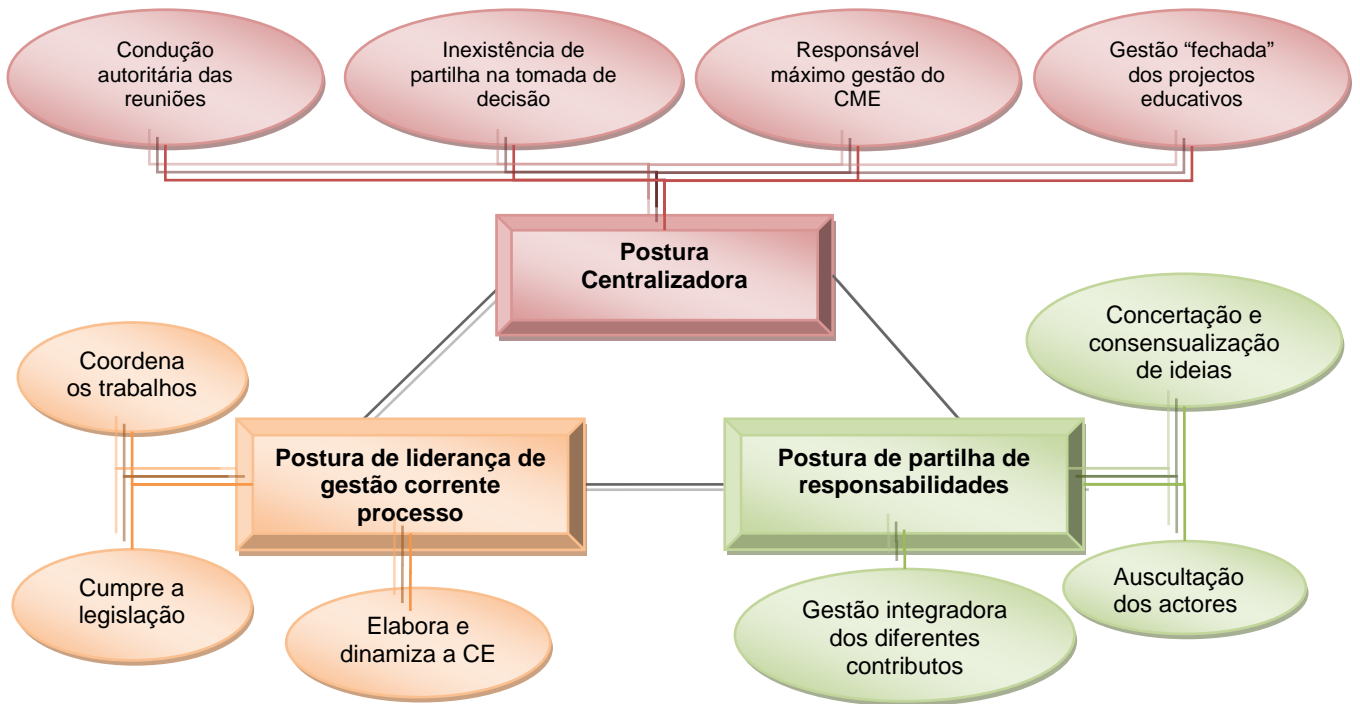 Condução
autoritária das
reuniões
Inexistência de
partilha na tomada de
decisão
Responsável
máximo gestão do
CME
Gestão “fechada”
dos projectos
educativos
Postura
Centralizadora
Coordena
os trabalhos
Concertação e
consensualização
de ideias
Postura de liderança de
gestão corrente
processo
Postura de partilha de
responsabilidades
Cumpre a
legislação
Elabora e
dinamiza a CE
Gestão integradora
dos diferentes
contributos
Auscultação
dos actores